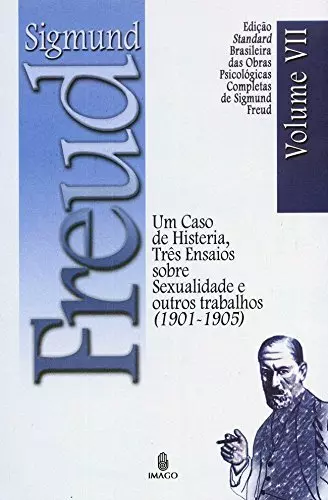 Sigmund
Freud
Edição
Standard
Brasileira
das Obras
Psicológicas
Completas
de Sigmund
Freud
Volume VII
Um Caso
de Histeria,
Três Ensaios
sobre
Sexualidade e
outros trabalhos
(1901-1905)
IMAGO